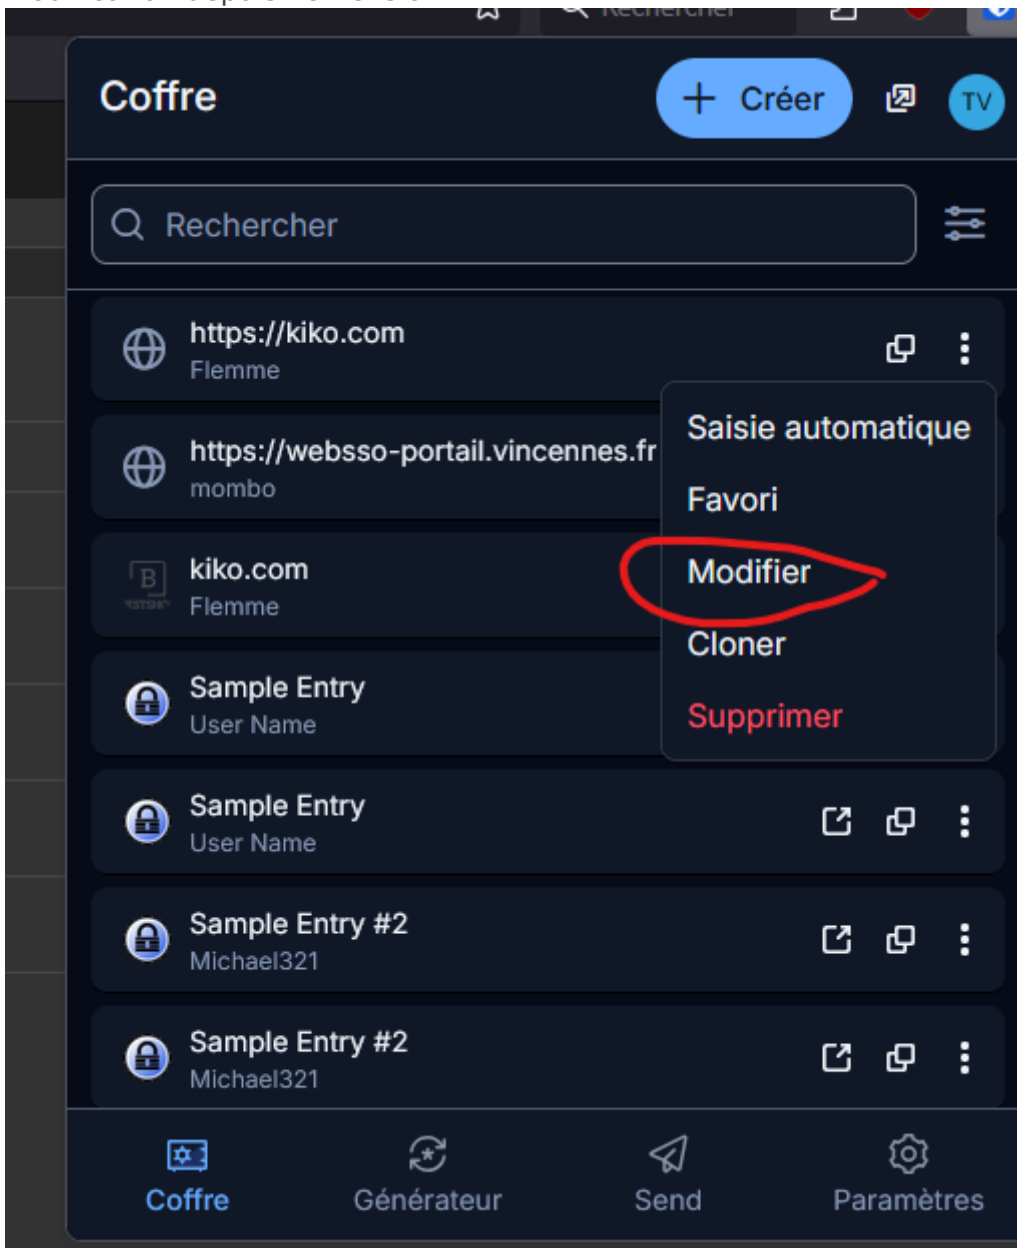 Rechercher
Coffre
Créer
TV
Rechercher
https://kiko.com
Flemme
https://websso-portail.vincennes.fr
mombo
kiko.com
Flemme
Sample Entry
User Name
Saisie automatique
Favori
Modifier
Cloner
Supprimer
Sample Entry
User Name
Sample Entry #2
Michael321
Sample Entry #2
Michael321
Coffre
Générateur
Send
Paramètres